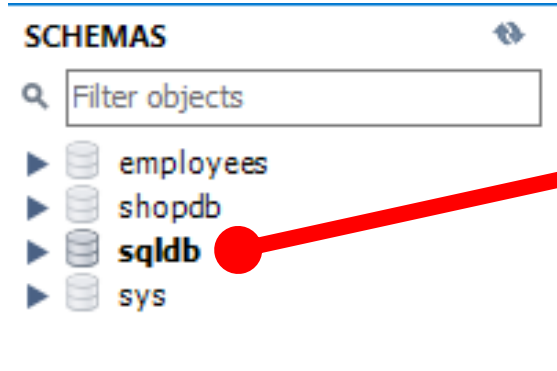 SCHEMAS
Filter objects
employees
shopdb
sqldb
sys